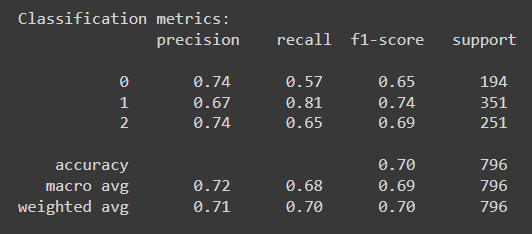 Classification metrics:
precision recall f1-score support
0 0.74 0.57 0.65 194
1 0.67 0.81 0.74 351
2 0.74 0.65 0.69 251
accuracy 0.70 796
macro avg 0.72 0.68 0.69 796
weighted avg 0.71 0.70 0.70 796